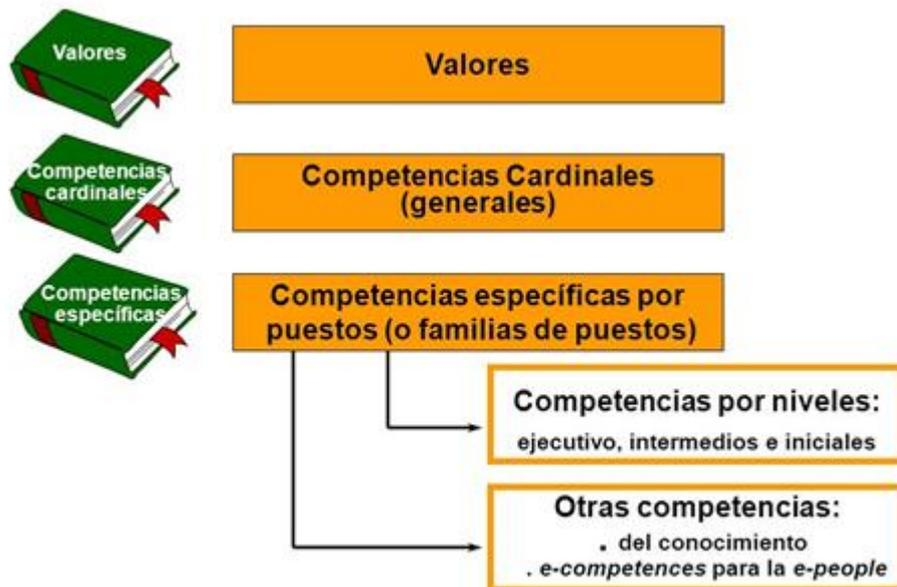 Valores
Valores
Competencias
cardinales
Competencias Cardinales
(generales)
Competencias
específicas
Competencias específicas por
puestos (o familias de puestos)
Competencias por niveles:
ejecutivo, intermedios e iniciales
Otras competencias:
. del conocimiento
. e-competences para la e-people